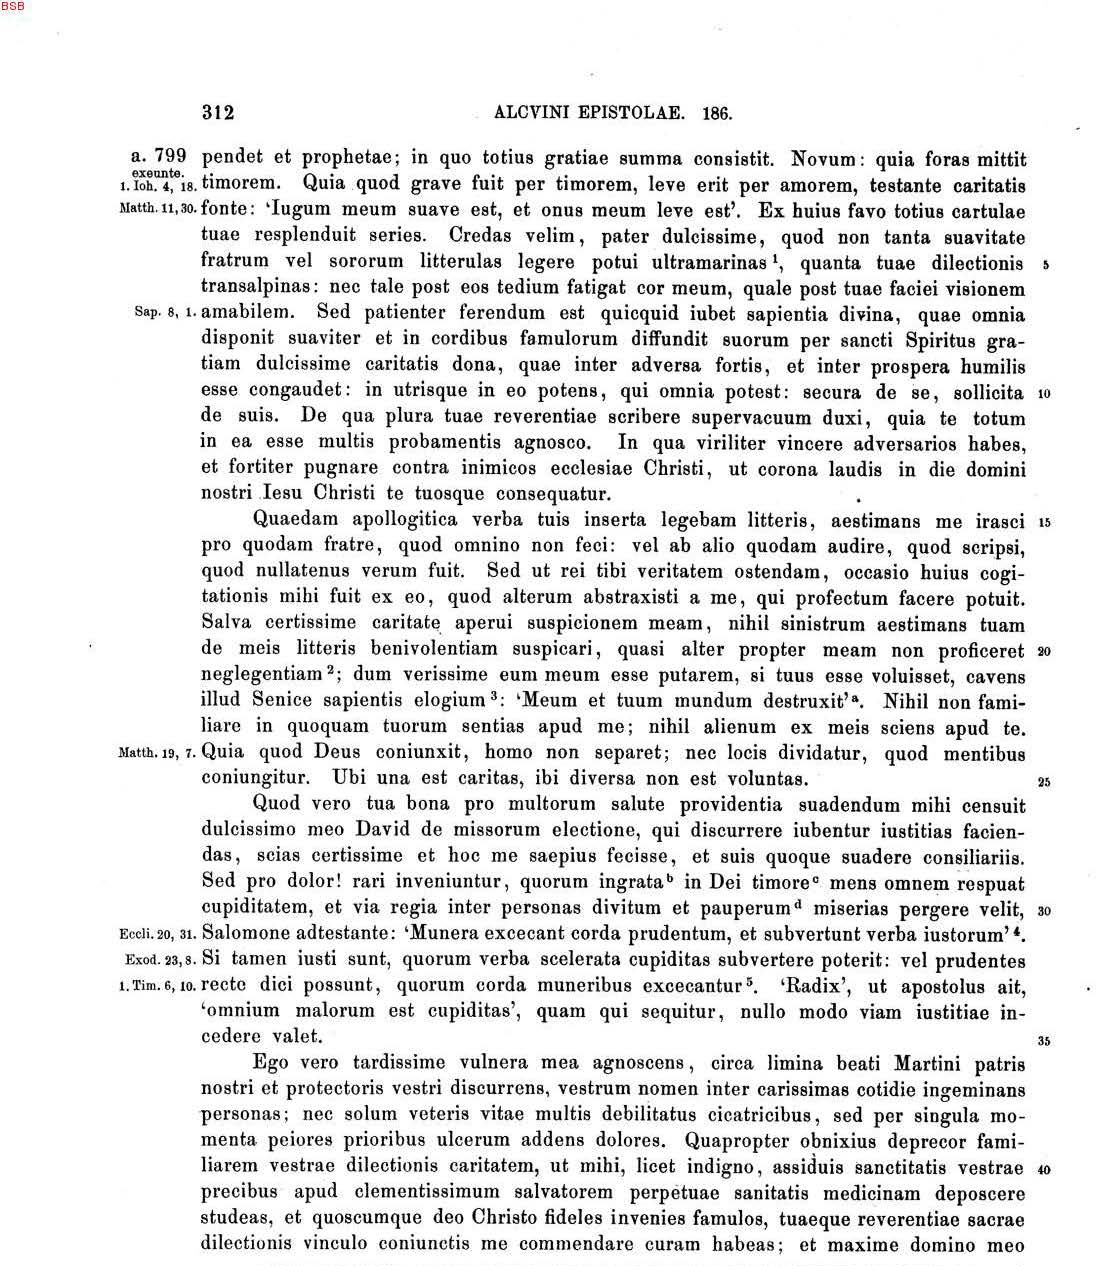 BSB
312 ALCVINI EPISTOLAE. 186.
a. 799 pendet et prophetae; in quo totius gratiae summa consistit. Novum: quia foras mittit
exeunte.
1. Ioh. 4, 18. timorem. Quia quod grave fuit per timorem, leve erit per amorem, testante caritatis
Matth. 11, 30. fonte: ‘Iugum meum suave est, et onus meum leve est’. Ex huius favo totius cartulae
tuae resplenduit series. Credas velim, pater dulcissime, quod non tanta suavitate
fratrum vel sororum litterulas legere potui ultramarinas ¹, quanta tuae dilectionis 5
transalpinas: nec tale post eos tedium fatigat cor meum, quale post tuae faciei visionem
Sap. 8, 1. amabilem. Sed patienter ferendum est quicquid iubet sapientia divina, quae omnia
disponit suaviter et in cordibus famulorum diffundit suorum per sancti Spiritus gra-
tiam dulcissime caritatis dona, quae inter adversa fortis, et inter prospera humilis
esse congaudet: in utrisque in eo potens, qui omnia potest: secura de se, sollicita 10
de suis. De qua plura tuae reverentiae scribere supervacuum duxi, quia te totum
in ea esse multis probamentis agnosco. In qua viriliter vincere adversarios habes,
et fortiter pugnare contra inimicos ecclesiae Christi, ut corona laudis in die domini
nostri Iesu Christi te tuosque consequatur.
Quaedam apollogitica verba tuis inserta legebam litteris, aestimans me irasci 15
pro quodam fratre, quod omnino non feci: vel ab alio quodam audire, quod scripsi,
quod nullatenus verum fuit. Sed ut rei tibi veritatem ostendam, occasio huius cogi-
tationis mihi fuit ex eo, quod alterum abstraxisti a me, qui profectum facere potuit.
Salva certissime caritate aperui suspicionem meam, nihil sinistrum aestimans tuam
de meis litteris benivolentiam suspicari, quasi alter propter meam non proficeret 20
neglegentiam ²; dum verissime eum meum esse putarem, si tuus esse voluisset, cavens
illud Senice sapientis elogium ³: ‘Meum et tuum mundum destruxit’ ᵃ. Nihil non fami-
liare in quoquam tuorum sentias apud me; nihil alienum ex meis sciens apud te.
Matth. 19, 7. Quia quod Deus coniunxit, homo non separet; nec locis dividatur, quod mentibus
coniungitur. Ubi una est caritas, ibi diversa non est voluntas. 25
Quod vero tua bona pro multorum salute providentia suadendum mihi censuit
dulcissimo meo David de missorum electione, qui discurrere iubentur iustitias facien-
das, scias certissime et hoc me saepius fecisse, et suis quoque suadere consiliariis.
Sed pro dolor! rari inveniuntur, quorum ingrata ᵇ in Dei timore ᶜ mens omnem respuat
cupiditatem, et via regia inter personas divitum et pauperum ᵈ miserias pergere velit, 30
Eccli. 20, 31. Salomone adtestante: ‘Munera excecant corda prudentum, et subvertunt verba iustorum’ ⁴.
Exod. 23, 8. Si tamen iusti sunt, quorum verba scelerata cupiditas subvertere poterit: vel prudentes
1. Tim. 6, 10. recte dici possunt, quorum corda muneribus excecantur ⁵. ‘Radix’, ut apostolus ait,
‘omnium malorum est cupiditas’, quam qui sequitur, nullo modo viam iustitiae in-
cedere valet. 35
Ego vero tardissime vulnera mea agnoscens, circa limina beati Martini patris
nostri et protectoris vestri discurrens, vestrum nomen inter carissimas cotidie ingeminans
personas; nec solum veteris vitae multis debilitatus cicatricibus, sed per singula mo-
menta peiores prioribus ulcerum addens dolores. Quapropter obnixius deprecor fami-
liarem vestrae dilectionis caritatem, ut mihi, licet indigno, assiduis sanctitatis vestrae 40
precibus apud clementissimum salvatorem perpetuae sanitatis medicinam deposcere
studeas, et quoscumque deo Christo fideles invenies famulos, tuaeque reverentiae sacrae
dilectionis vinculo coniunctis me commendare curam habeas; et maxime domino meo